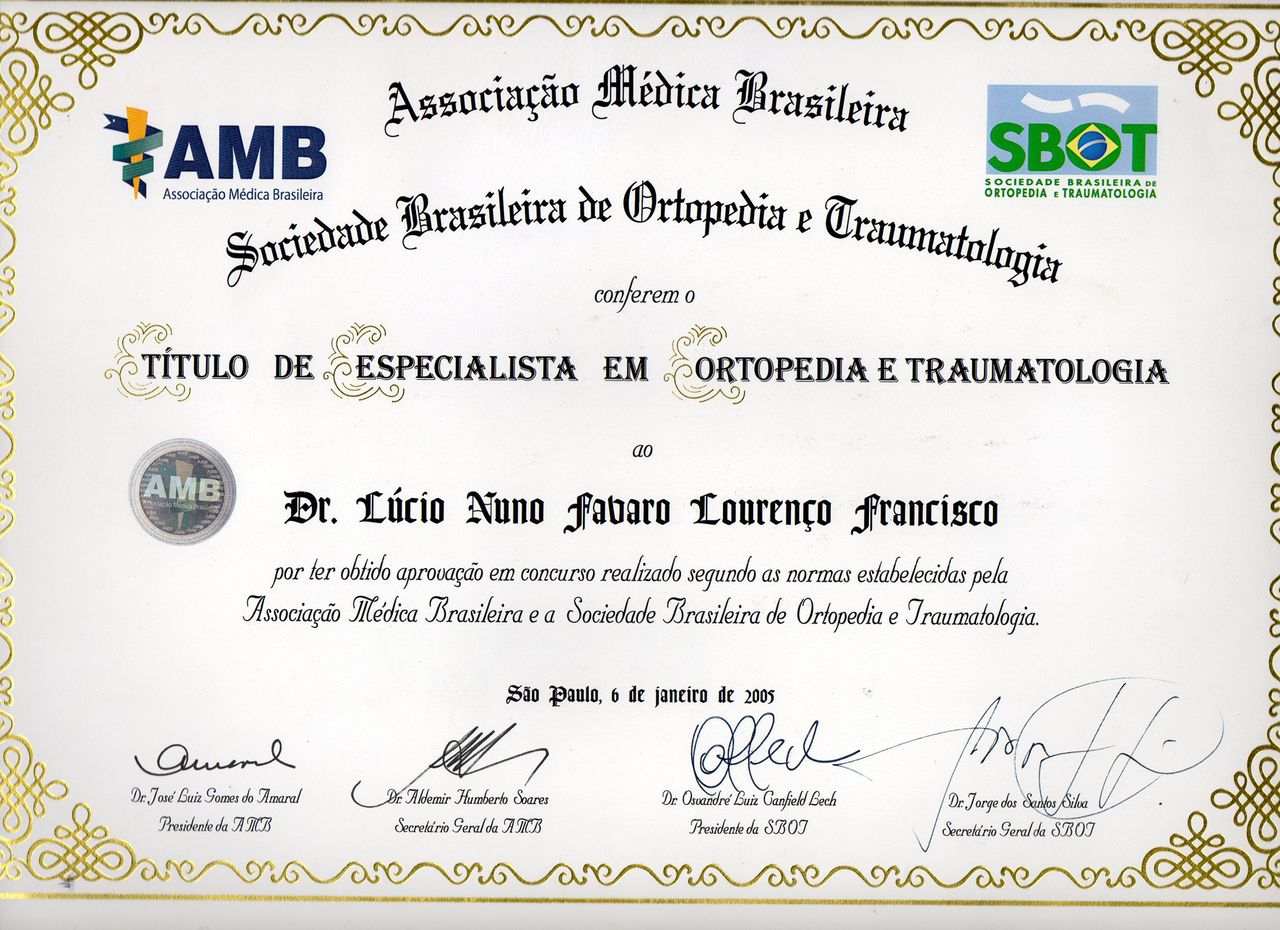 Associação Médica Brasileira
AMB
Associação Médica Brasileira
SBOT
SOCIEDADE BRASILEIRA DE
ORTOPEDIA E TRAUMATOLOGIA
Sociedade Brasileira de Ortopedia e Traumatologia
conferem o
TÍTULO DE ESPECIALISTA EM ORTOPEDIA E TRAUMATOLOGIA
ao
AMB
Associação Médica Brasileira
Dr. Lúcio Nuno Favaro Lourenço Francisco
por ter obtido aprovação em concurso realizado segundo as normas estabelecidas pela
Associação Médica Brasileira e a Sociedade Brasileira de Ortopedia e Traumatologia.
São Paulo, 6 de janeiro de 2005
Dr. José Luiz Gomes do Amaral
Presidente da AMB
Dr. Aldemir Humberto Soares
Secretário Geral da AMB
Dr. Osvandré Luiz Canfield Lech
Presidente da SBOT
Dr. Jorge dos Santos Silva
Secretário Geral da SBOT